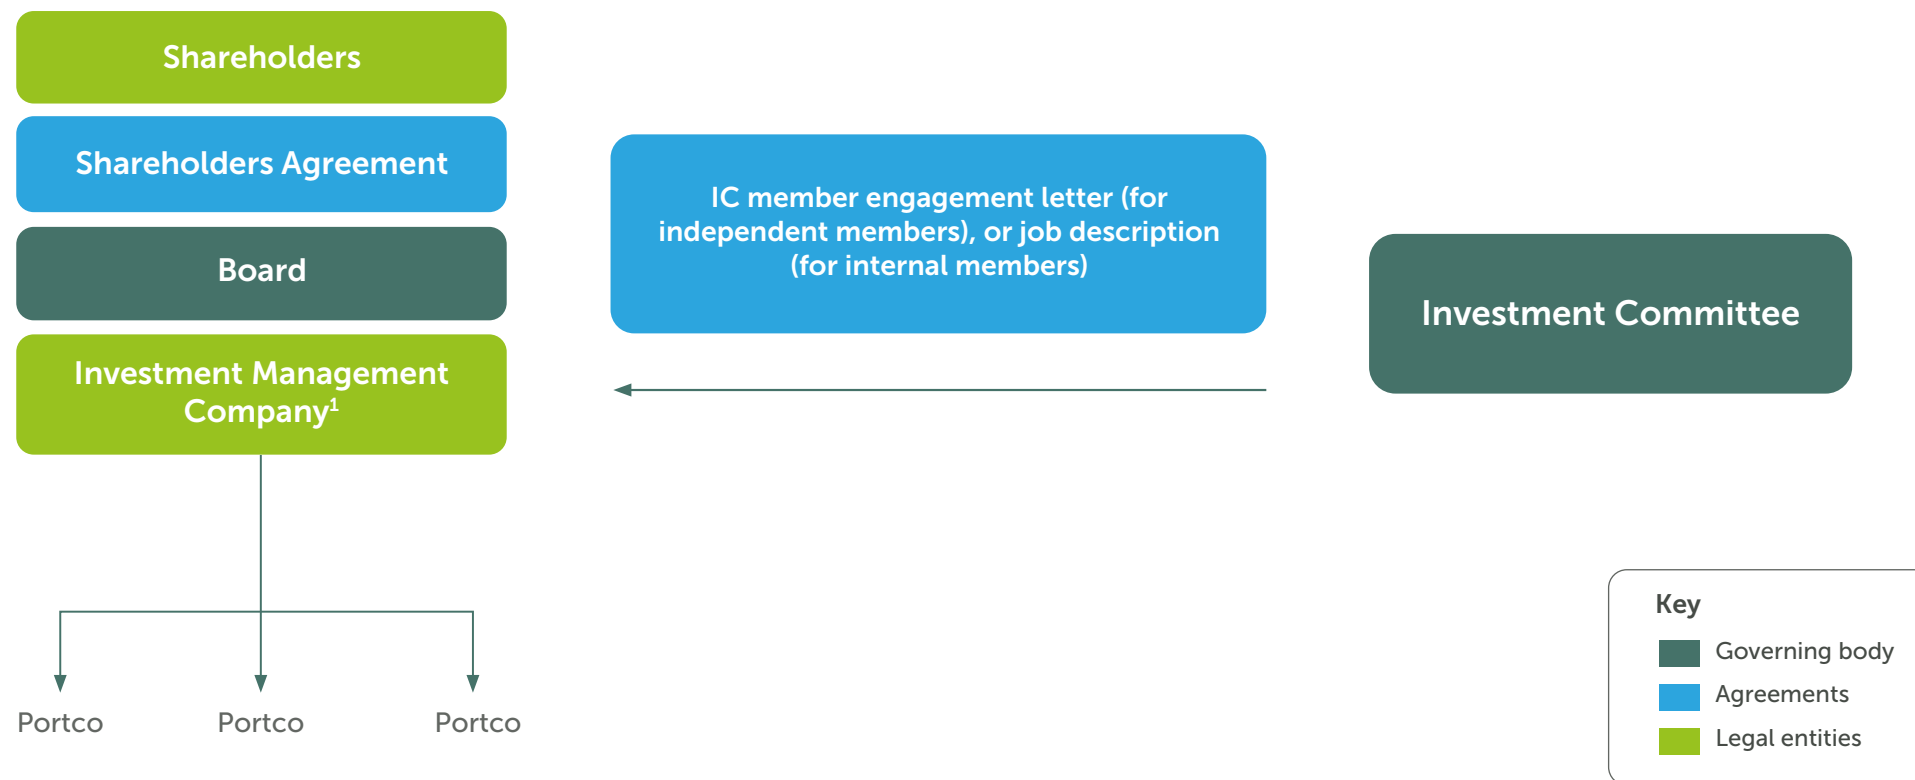 Shareholders
Shareholders Agreement
Board
Investment Management
Company¹
IC member engagement letter (for
independent members), or job description
(for internal members)
Investment Committee
Portco
Portco
Portco
Key
Governing body
Agreements
Legal entities